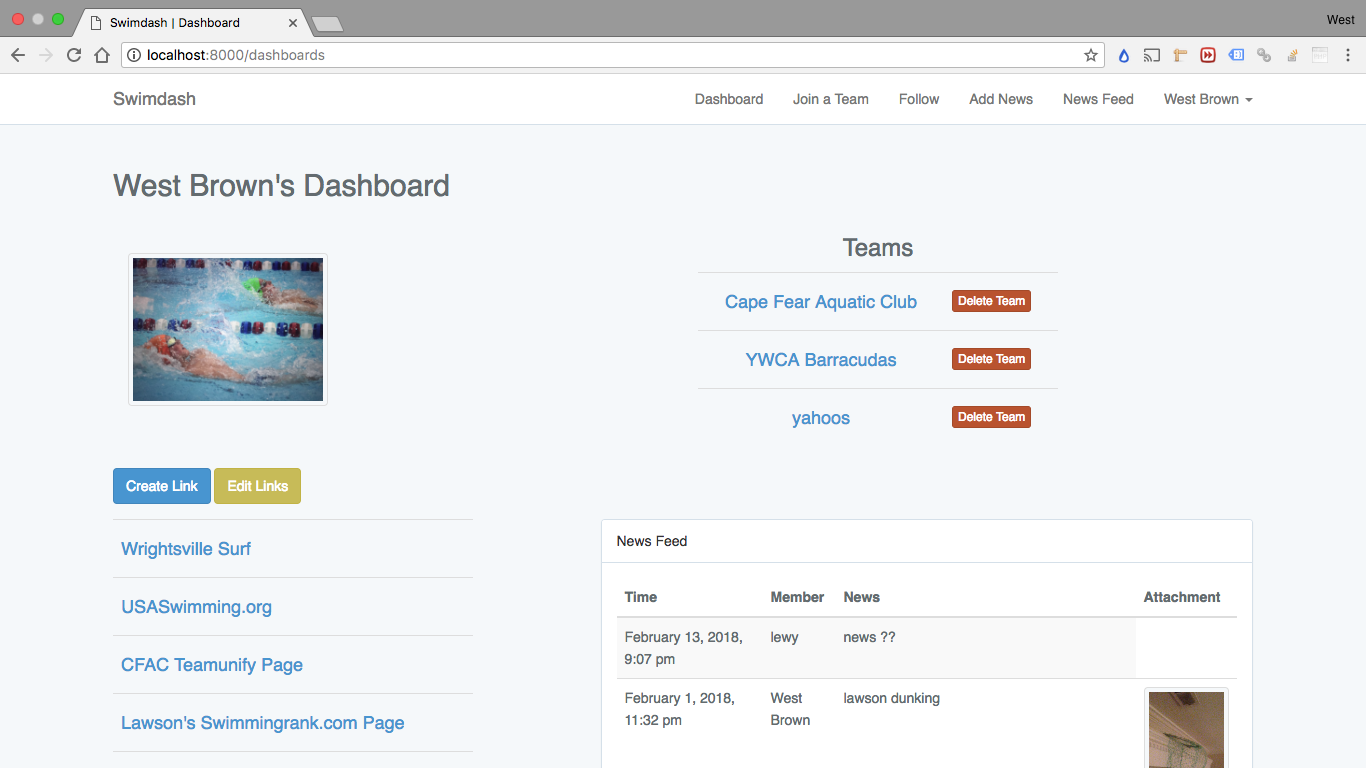 Swimdash | Dashboard
West
localhost:8000/dashboards
Swimdash
Dashboard
Join a Team
Follow
Add News
News Feed
West Brown
West Brown's Dashboard
Teams
Cape Fear Aquatic Club
Delete Team
YWCA Barracudas
Delete Team
yahoos
Delete Team
Create Link
Edit Links
Wrightsville Surf
USASwimming.org
CFAC Teamunify Page
Lawson's Swimmingrank.com Page
News Feed
Time
Member
News
Attachment
February 13, 2018,
9:07 pm
lewy
news ??
February 1, 2018,
11:32 pm
West
Brown
lawson dunking